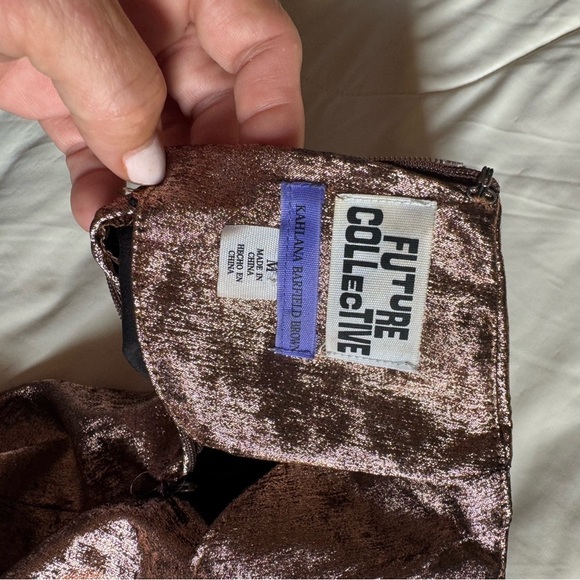 FUTURE
COLLECTIVE
KAHLANA BARFIELD BROWN
M
MADE IN
CHINA
HECHO EN
CHINA